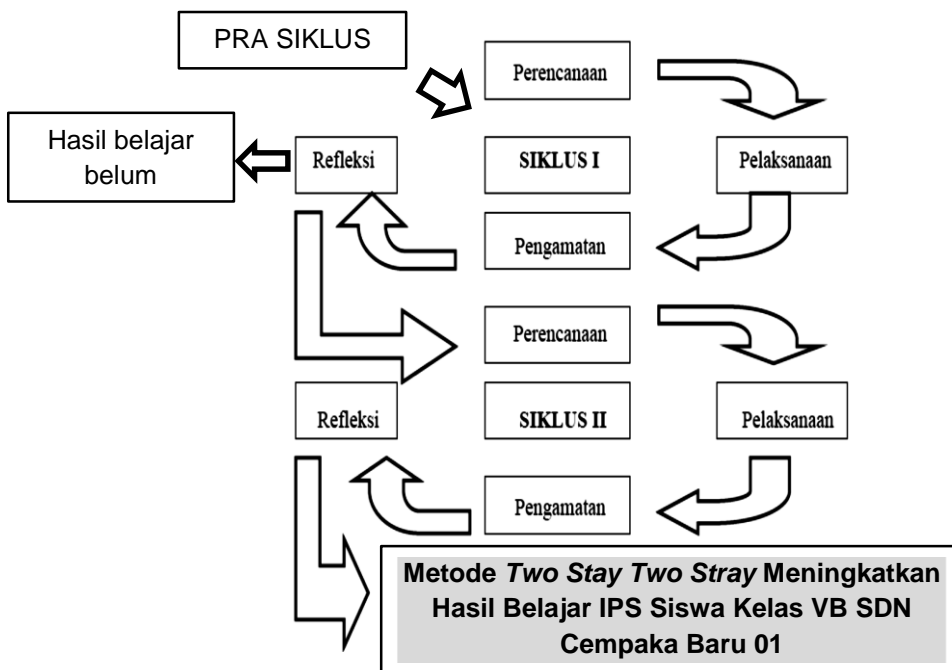 PRA SIKLUS
Perencanaan
Hasil belajar
belum
Refleksi
SIKLUS I
Pelaksanaan
Pengamatan
Perencanaan
Refleksi
SIKLUS II
Pelaksanaan
Pengamatan
Metode Two Stay Two Stray Meningkatkan
Hasil Belajar IPS Siswa Kelas VB SDN
Cempaka Baru 01